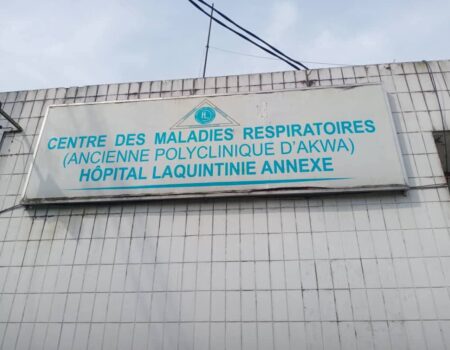 CENTRE DES MALADIES RESPIRATOIRES
(ANCIENNE POLYCLINIQUE D'AKWA)
HÔPITAL LAQUINTINIE ANNEXE